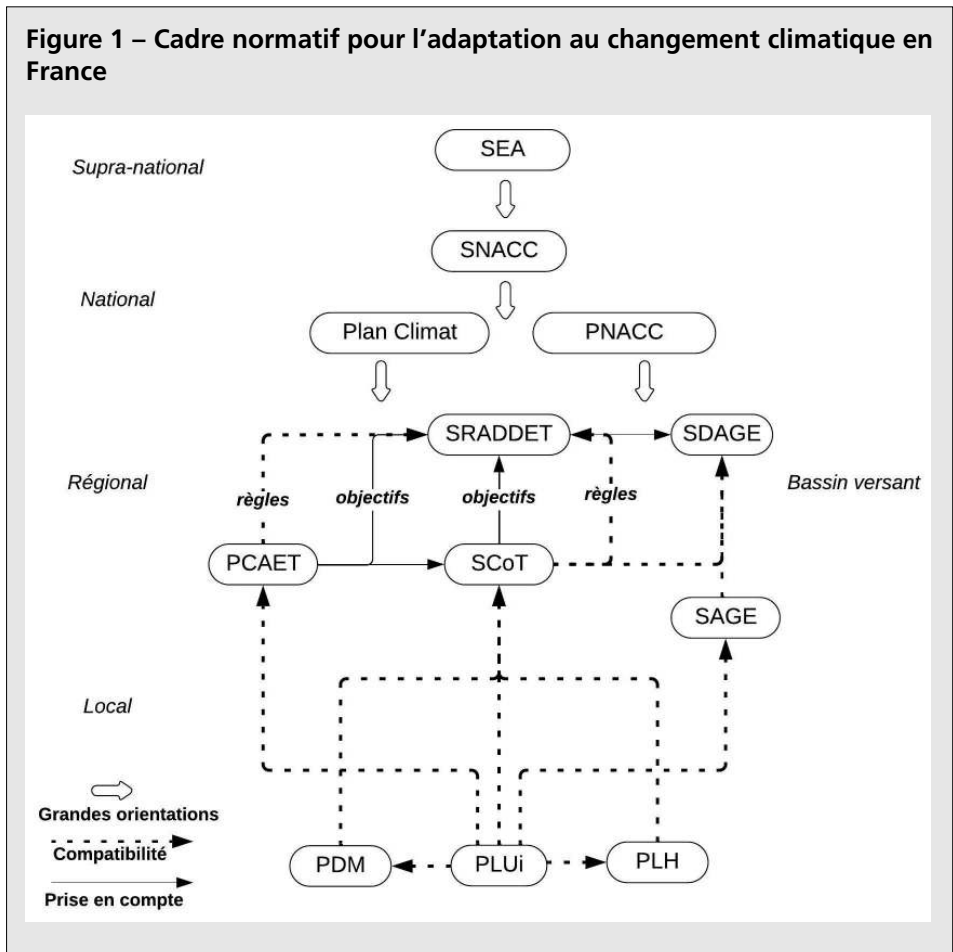 Figure 1 – Cadre normatif pour l'adaptation au changement climatique en
France
SEA
Supra-national
SNACC
National
Plan Climat
PNACC
SRADDET
SDAGE
Régional
règles
objectifs
objectifs
règles
Bassin versant
PCAET
SCoT
SAGE
Local
Grandes orientations
Compatibilité
Prise en compte
PDM
PLUi
PLH